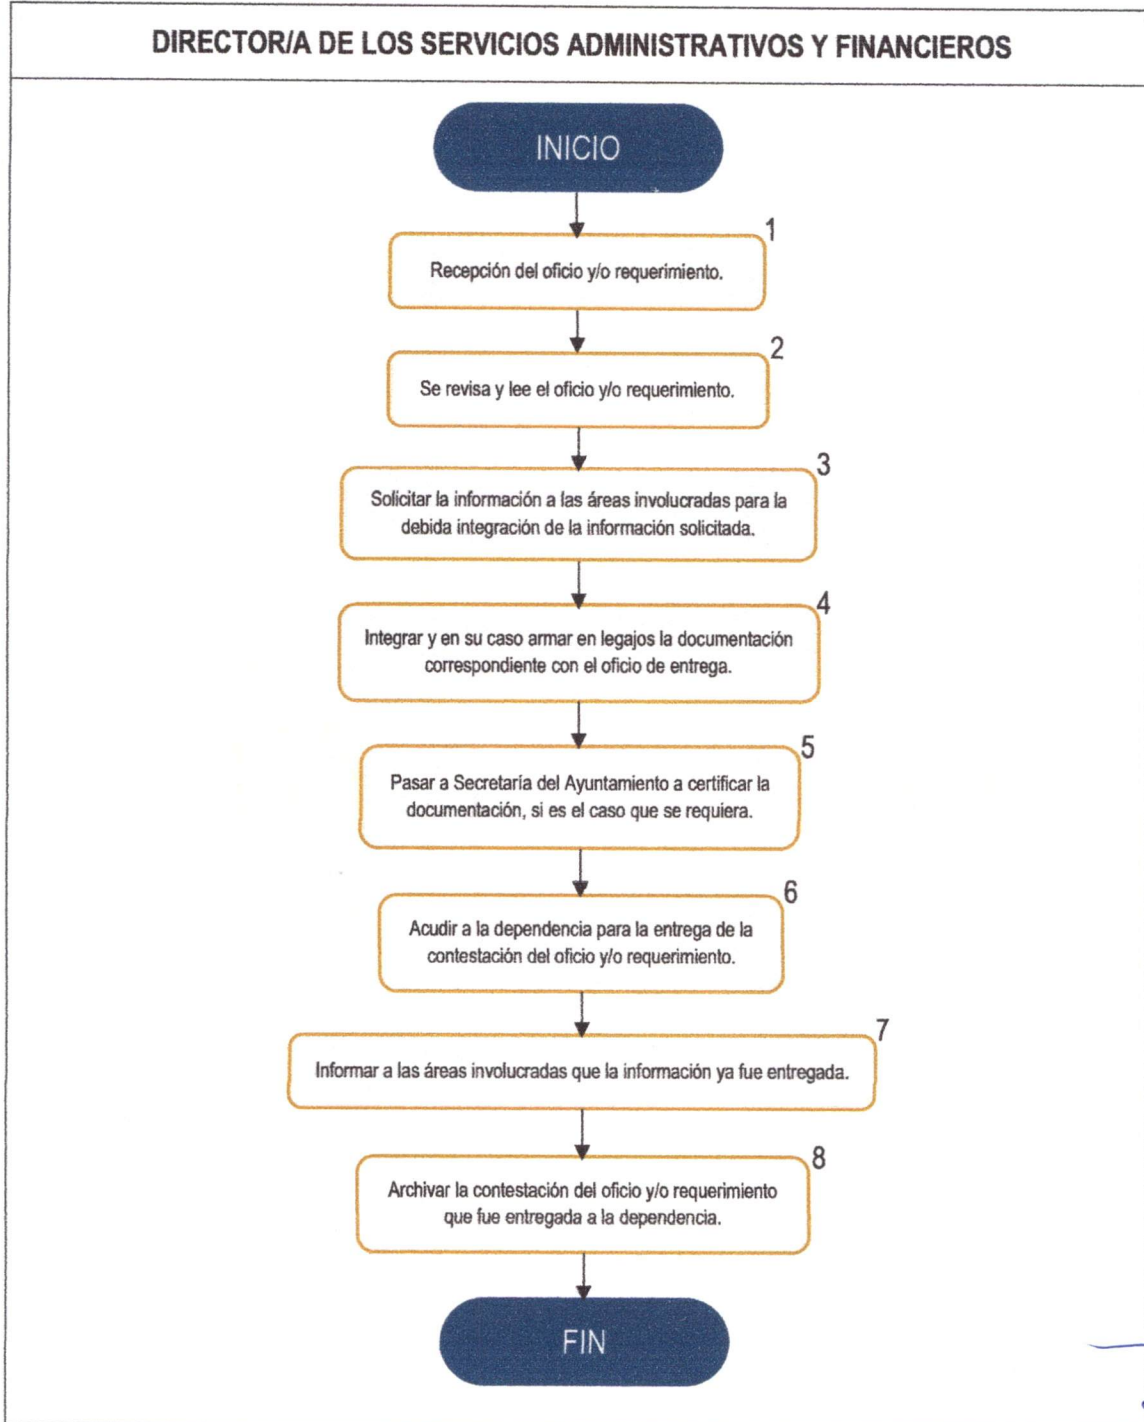 DIRECTOR/A DE LOS SERVICIOS ADMINISTRATIVOS Y FINANCIEROS
INICIO
1
Recepción del oficio y/o requerimiento.
2
Se revisa y lee el oficio y/o requerimiento.
3
Solicitar la información a las áreas involucradas para la
debida integración de la información solicitada.
4
Integrar y en su caso armar en legajos la documentación
correspondiente con el oficio de entrega.
5
Pasar a Secretaría del Ayuntamiento a certificar la
documentación, si es el caso que se requiera.
6
Acudir a la dependencia para la entrega de la
contestación del oficio y/o requerimiento.
7
Informar a las áreas involucradas que la información ya fue entregada.
8
Archivar la contestación del oficio y/o requerimiento
que fue entregada a la dependencia.
FIN